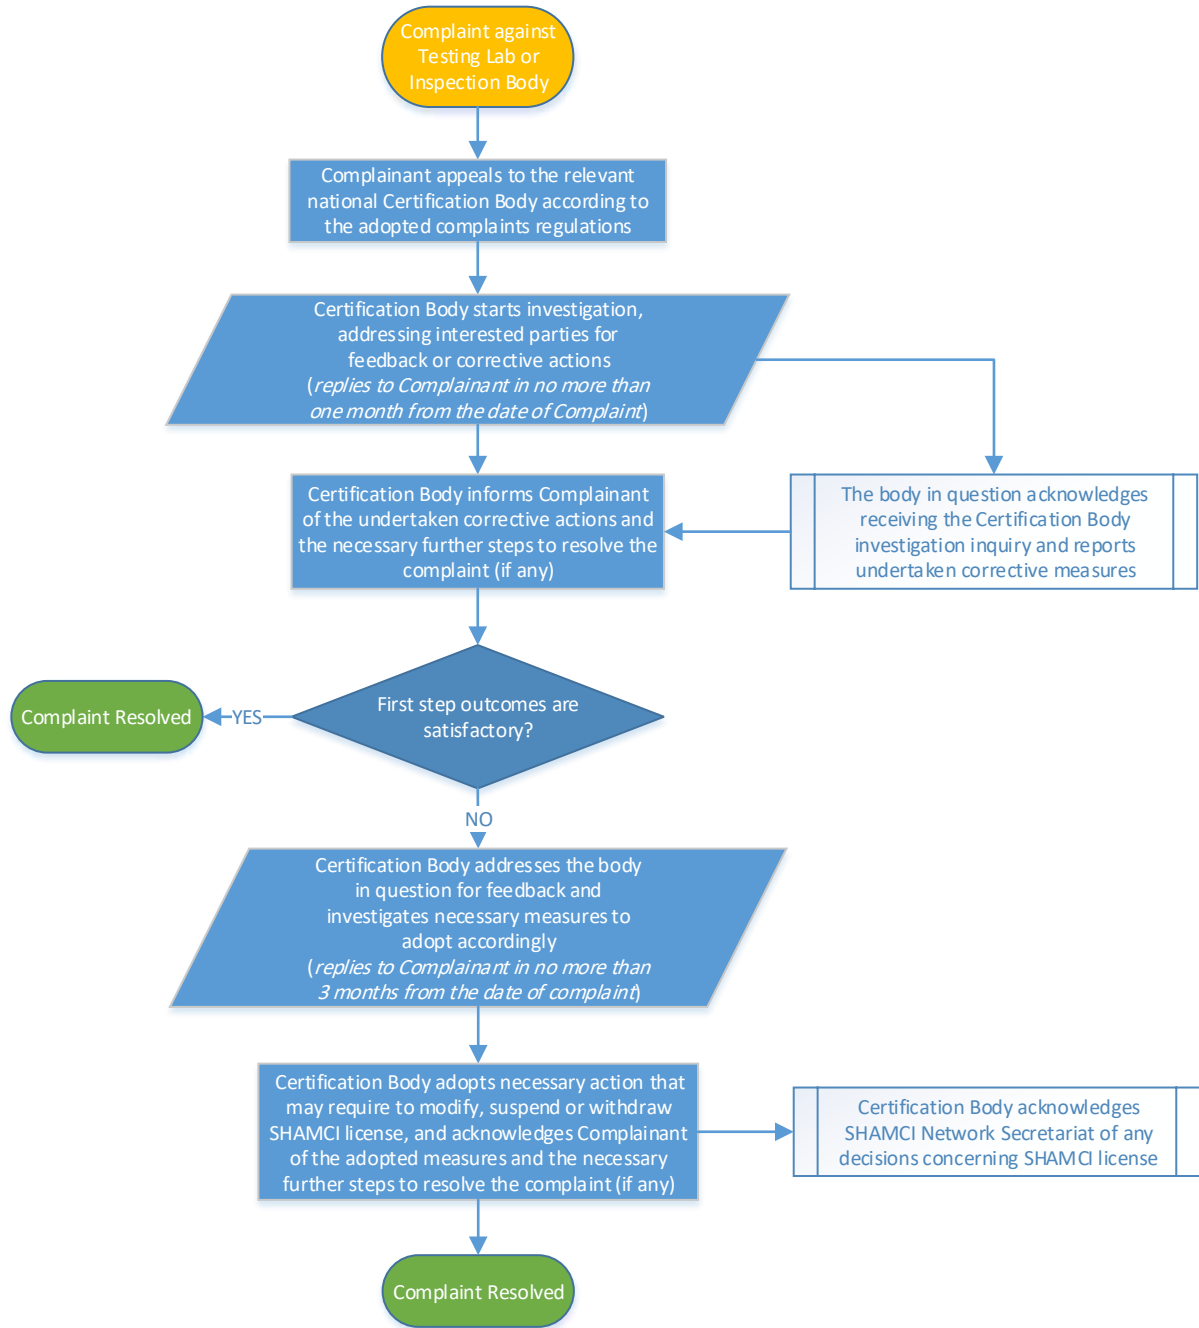 Complaint against
Testing Lab or
Inspection Body
Complainant appeals to the relevant
national Certification Body according to
the adopted complaints regulations
Certification Body starts investigation,
addressing interested parties for
feedback or corrective actions
(replies to Complainant in no more than
one month from the date of Complaint)
Certification Body informs Complainant
of the undertaken corrective actions and
the necessary further steps to resolve the
complaint (if any)
The body in question acknowledges
receiving the Certification Body
investigation inquiry and reports
undertaken corrective measures
First step outcomes are
satisfactory?
YES
Complaint Resolved
NO
Certification Body addresses the body
in question for feedback and
investigates necessary measures to
adopt accordingly
(replies to Complainant in no more than
3 months from the date of complaint)
Certification Body adopts necessary action that
may require to modify, suspend or withdraw
SHAMCI license, and acknowledges Complainant
of the adopted measures and the necessary
further steps to resolve the complaint (if any)
Certification Body acknowledges
SHAMCI Network Secretariat of any
decisions concerning SHAMCI license
Complaint Resolved